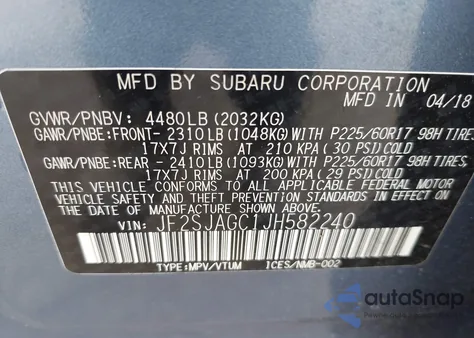 MFD BY SUBARU CORPORATION 04/18
GVWR/PNBV: 4480LB (2032KG)
GAWR/PNBE:FRONT- 2310LB (1048KG) WITH P225/60R17 98H TIRES
17X7J RIMS AT 210 KPA (30 PSI) COLD
GAWR/PNBE:REAR - 2410LB (1093KG) WITH P225/60R17 98H TIRES
17X7J RIMS AT 200 KPA (29 PSI) COLD
THIS VEHICLE CONFORMS TO ALL APPLICABLE
FEDERAL MOTOR VEHICLE SAFETY, BUMPER, AND
THEFT PREVENTION STANDARDS IN EFFECT ON THE
DATE OF MANUFACTURE SHOWN ABOVE.
VIN: JF2SJAGC1JH582240
TYPE:MPV/VTUM ICES/NMB-002
autoSnap